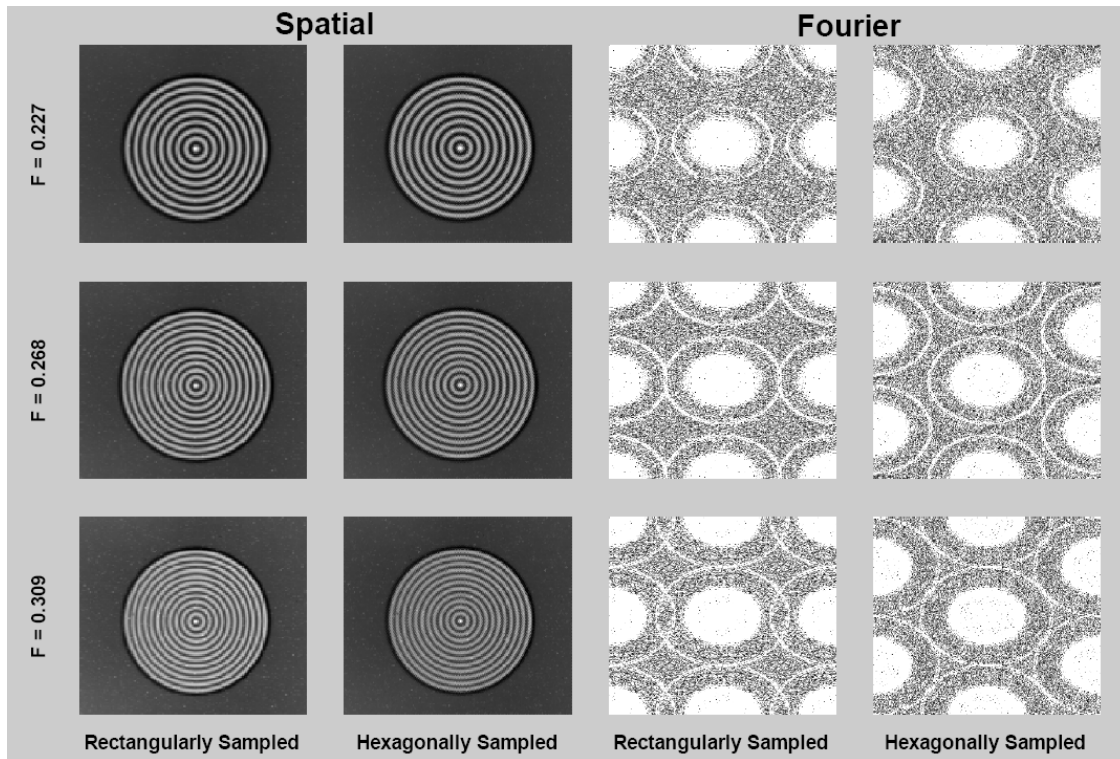 Spatial
Fourier
F = 0.227
F = 0.268
F = 0.309
Rectangularly Sampled
Hexagonally Sampled
Rectangularly Sampled
Hexagonally Sampled